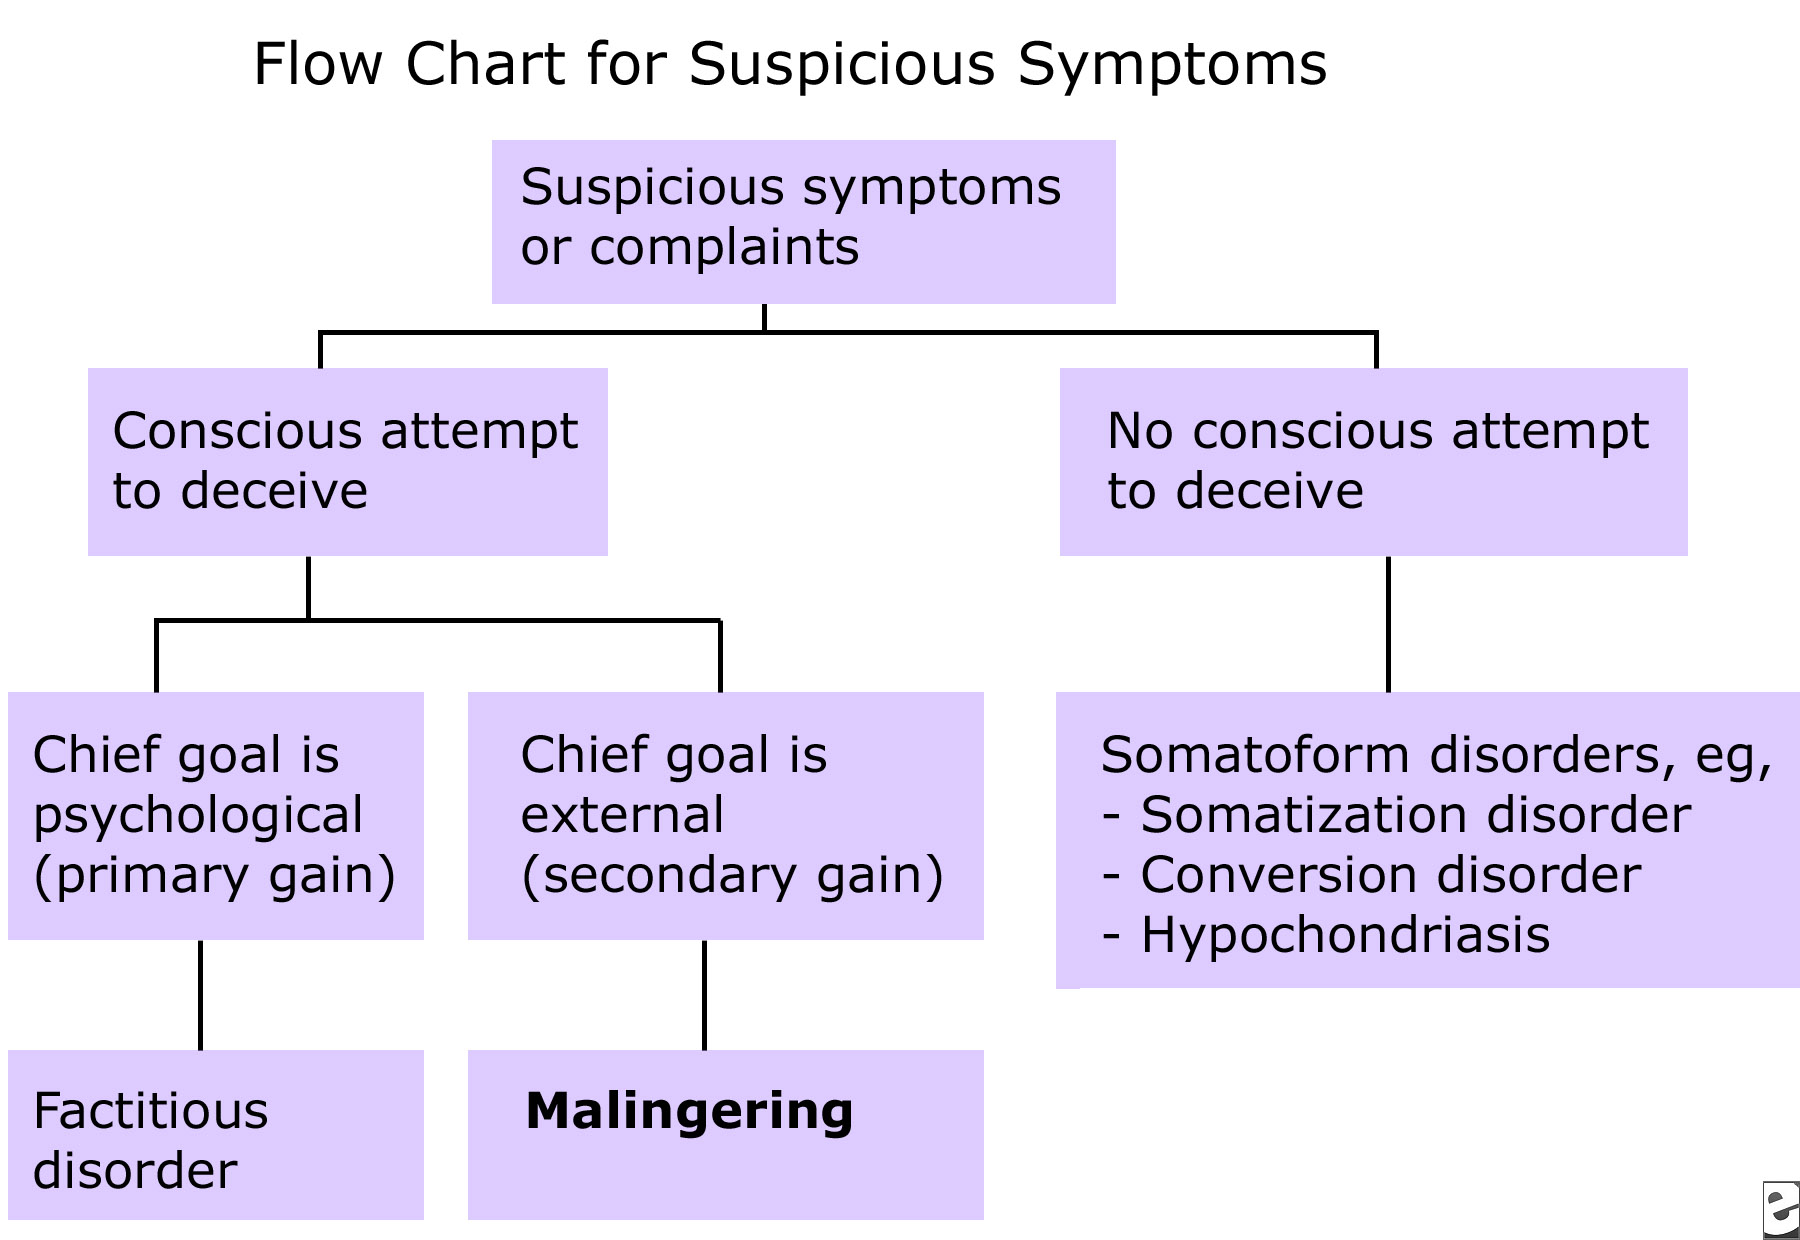 Flow Chart for Suspicious Symptoms
Suspicious symptoms
or complaints
Conscious attempt
to deceive
No conscious attempt
to deceive
Chief goal is
psychological
(primary gain)
Chief goal is
external
(secondary gain)
Somatoform disorders, eg,
- Somatization disorder
- Conversion disorder
- Hypochondriasis
Factitious
disorder
Malingering
e